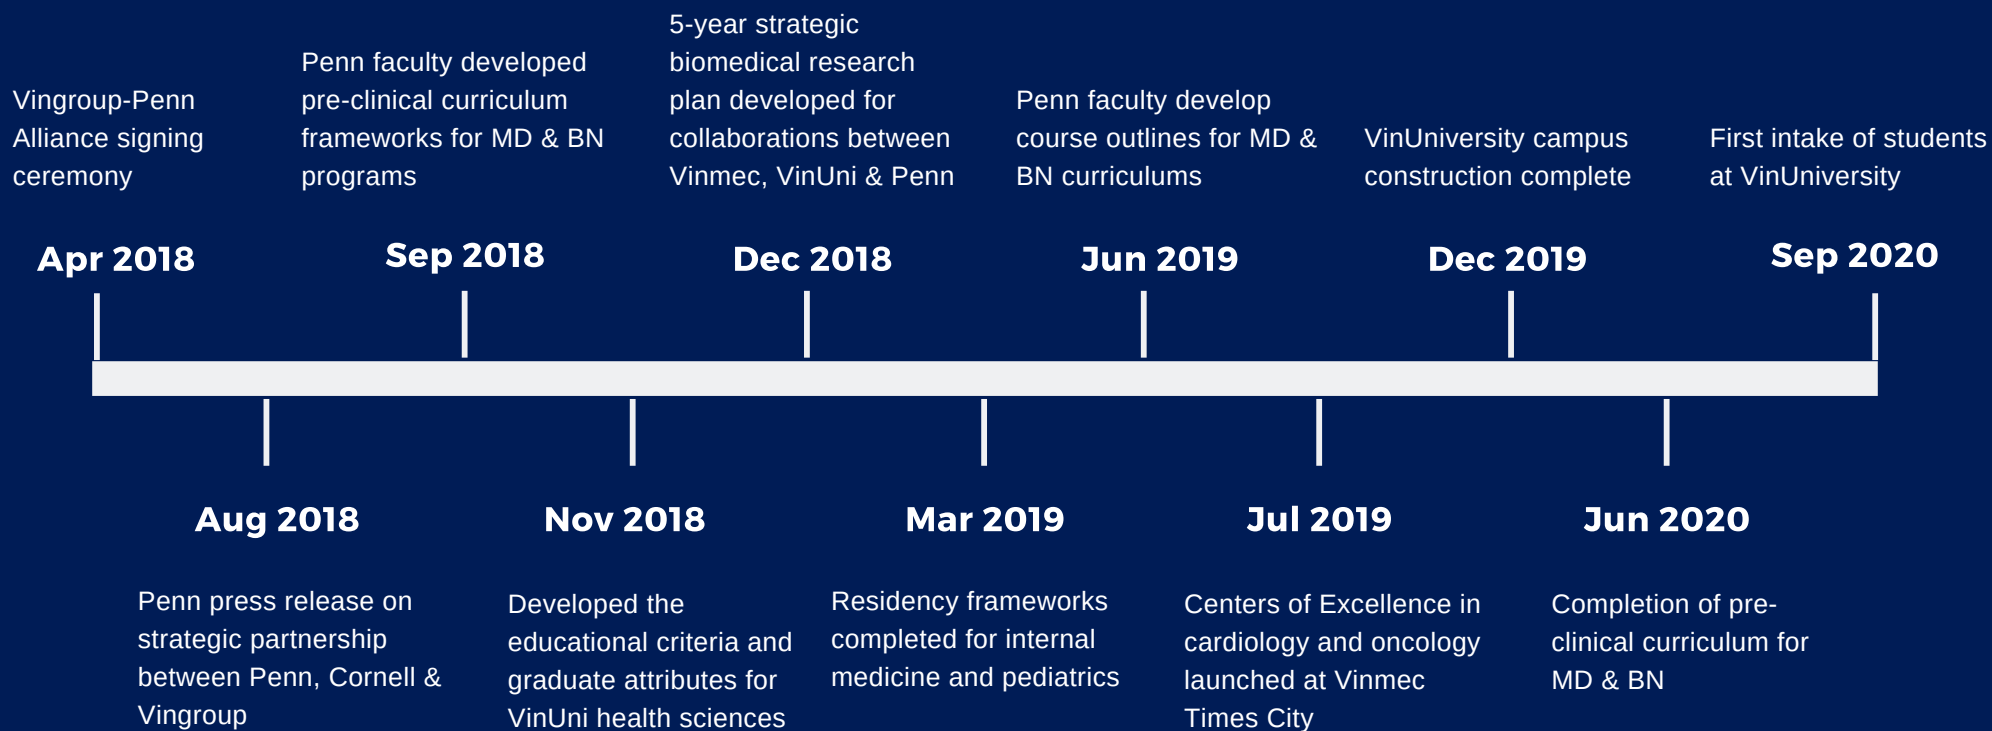 Vingroup-Penn
Alliance signing
ceremony
Apr 2018
Penn faculty developed
pre-clinical curriculum
frameworks for MD & BN
programs
Sep 2018
5-year strategic
biomedical research
plan developed for
collaborations between
Vinmec, VinUni & Penn
Dec 2018
Penn faculty develop
course outlines for MD &
BN curriculums
Jun 2019
VinUniversity campus
construction complete
Dec 2019
First intake of students
at VinUniversity
Sep 2020
Aug 2018
Penn press release on
strategic partnership
between Penn, Cornell &
Vingroup
Nov 2018
Developed the
educational criteria and
graduate attributes for
VinUni health sciences
Mar 2019
Residency frameworks
completed for internal
medicine and pediatrics
Jul 2019
Centers of Excellence in
cardiology and oncology
launched at Vinmec
Times City
Jun 2020
Completion of pre-
clinical curriculum for
MD & BN